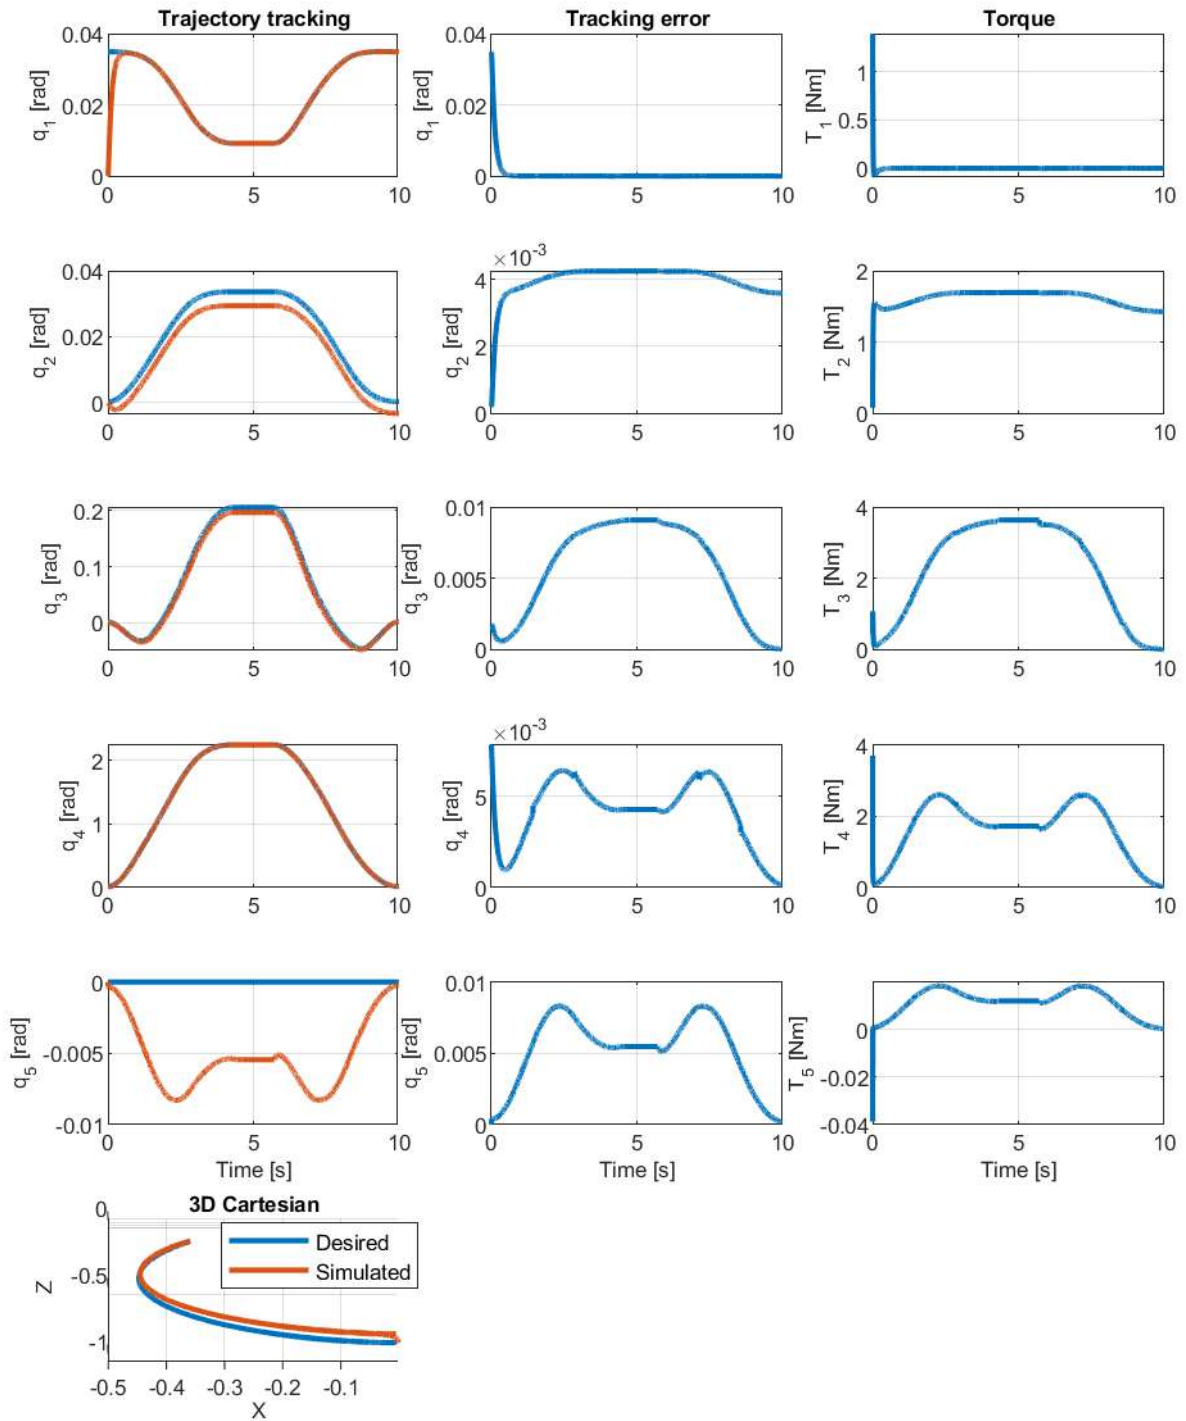 Trajectory tracking
Tracking error
Torque
0.04
0.02
0
q1 [rad]
0 5 10
0.04
0.02
0
q1 [rad]
0 5 10
1
0.5
0
T1 [Nm]
0 5 10
0.04
0.02
0
q2 [rad]
0 5 10
×10-3
4
2
0
q2 [rad]
0 5 10
2
1
0
T2 [Nm]
0 5 10
0.2
0.1
0
q3 [rad]
0 5 10
0.01
0.005
0
q3 [rad]
0 5 10
4
2
0
T3 [Nm]
0 5 10
2
1
0
q4 [rad]
0 5 10
×10-3
5
0
q4 [rad]
0 5 10
4
2
0
T4 [Nm]
0 5 10
0
-0.005
-0.01
q5 [rad]
0 5 10
Time [s]
0.01
0.005
0
q5 [rad]
0 5 10
Time [s]
0
-0.02
-0.04
T5 [Nm]
0 5 10
Time [s]
3D Cartesian
Desired
Simulated
0
-0.5
-1
Z
-0.5 -0.4 -0.3 -0.2 -0.1
X